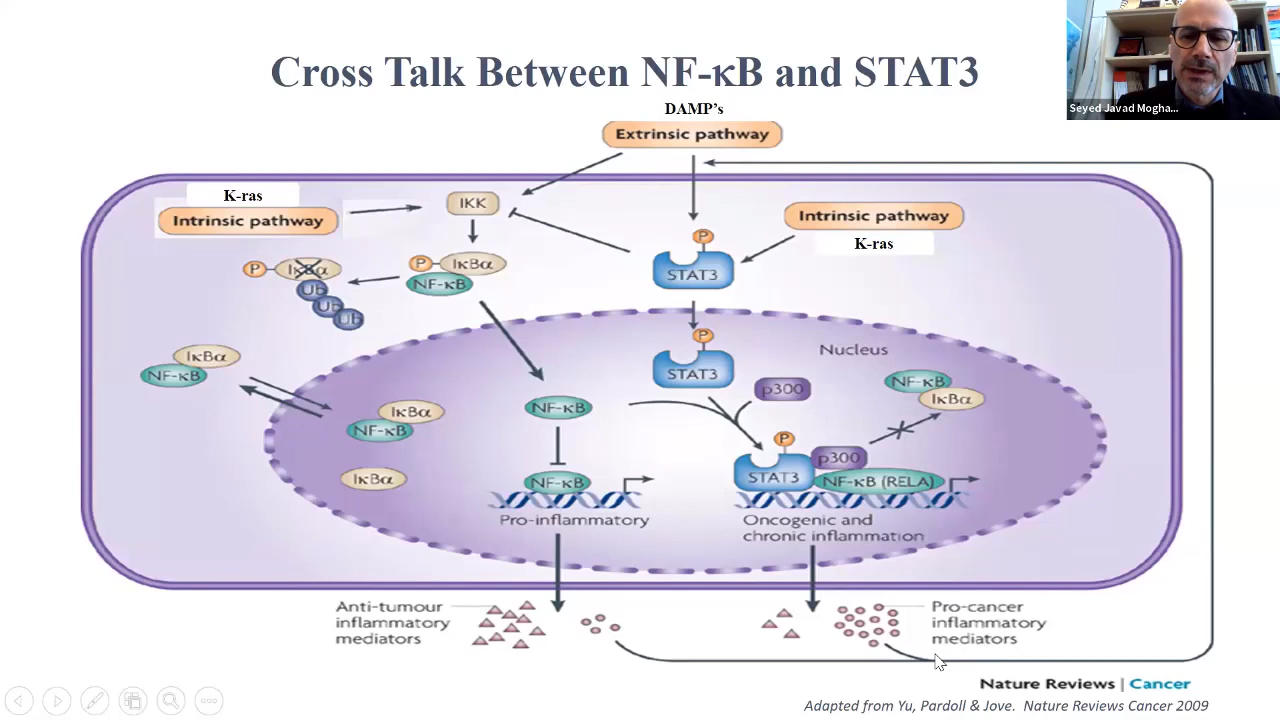 Cross Talk Between NF-κB and STAT3
Seyed Javad Mogha...
DAMP's
Extrinsic pathway
K-ras
Intrinsic pathway
IKK
Intrinsic pathway
K-ras
P
STAT3
P
IκBα
NF-κB
P
IκBα
Ub
Ub
Ub
P
STAT3
Nucleus
IκBα
NF-κB
p300
NF-κB
IκBα
NF-κB
IκBα
NF-κB
P
p300
STAT3
NF-κB (RELA)
IκBα
NF-κB
Pro-inflammatory
Oncogenic and
chronic inflammation
Anti-tumour
inflammatory
mediators
Pro-cancer
inflammatory
mediators
Nature Reviews | Cancer
Adapted from Yu, Pardoll & Jove. Nature Reviews Cancer 2009